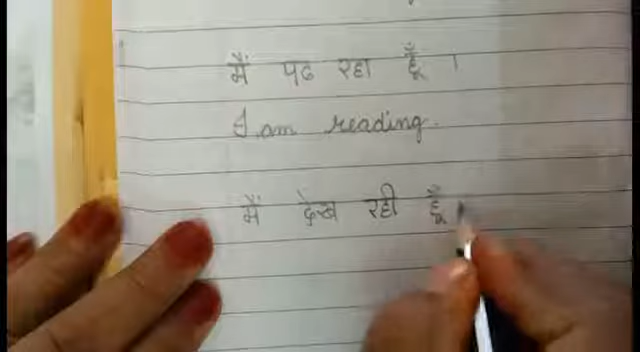 मैं पढ रहा हूँ ।
I am reading.
मैं देख रही हूँ ।